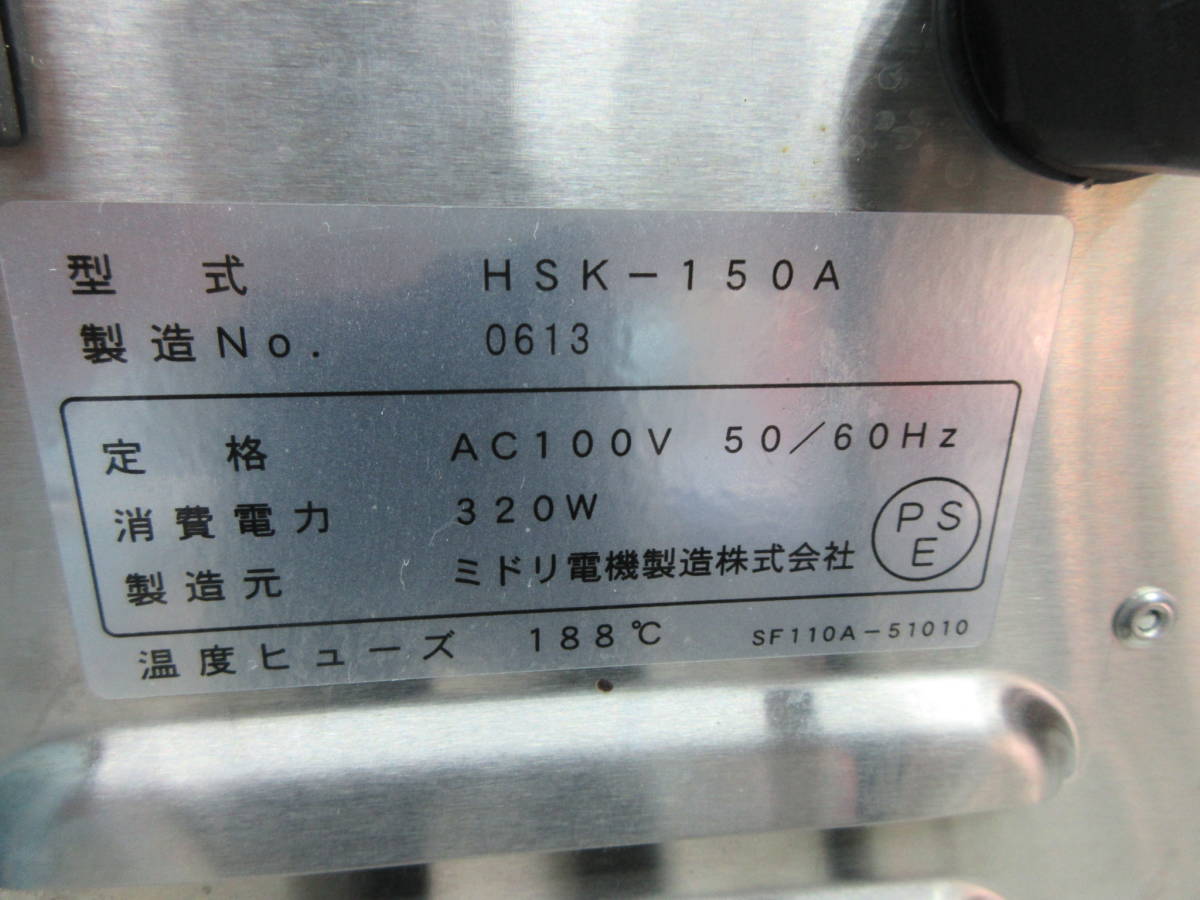 型式 HSK-150A
製造No. 0613
定格 AC100V 50/60Hz
消費電力 320W
製造元 ミドリ電機製造株式会社
PSE
温度ヒューズ 188℃ SF110A-51010